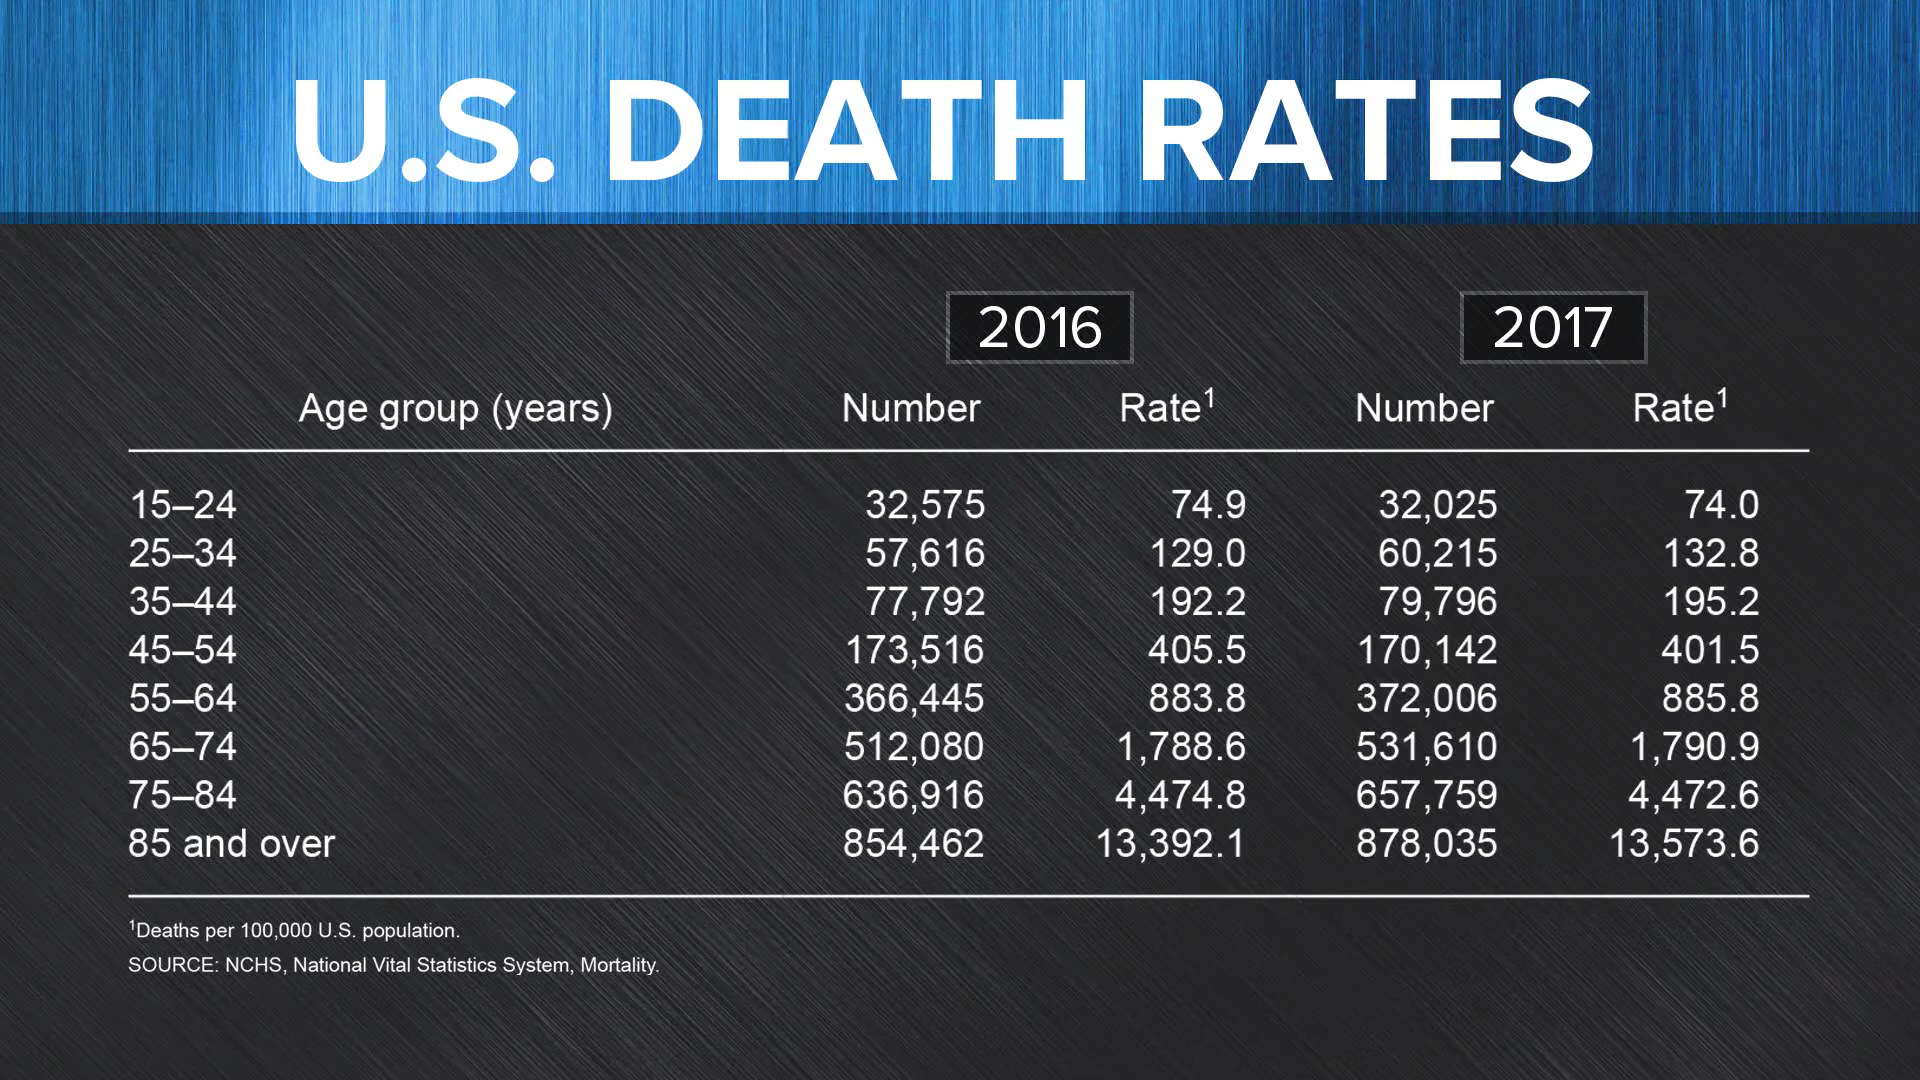 U.S. DEATH RATES
2016 2017
Age group (years) Number Rate¹ Number Rate¹
15–24 32,575 74.9 32,025 74.0
25–34 57,616 129.0 60,215 132.8
35–44 77,792 192.2 79,796 195.2
45–54 173,516 405.5 170,142 401.5
55–64 366,445 883.8 372,006 885.8
65–74 512,080 1,788.6 531,610 1,790.9
75–84 636,916 4,474.8 657,759 4,472.6
85 and over 854,462 13,392.1 878,035 13,573.6
¹Deaths per 100,000 U.S. population.
SOURCE: NCHS, National Vital Statistics System, Mortality.